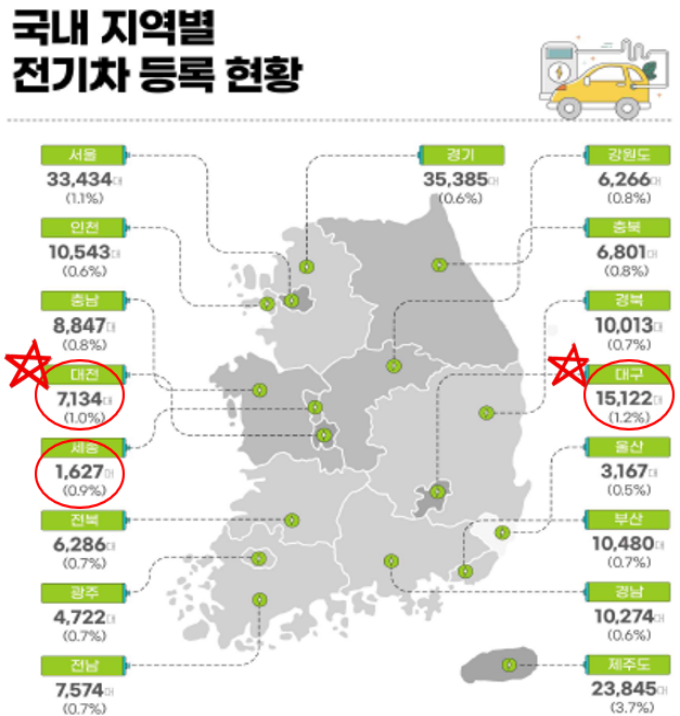 국내 지역별
전기차 등록 현황
서울
33,434대
(1.1%)
인천
10,543대
(0.6%)
충남
8,847대
(0.8%)
대전
7,134대
(1.0%)
세종
1,627대
(0.9%)
전북
6,286대
(0.7%)
광주
4,722대
(0.7%)
전남
7,574대
(0.7%)
경기
35,385대
(0.6%)
강원도
6,266대
(0.8%)
충북
6,801대
(0.8%)
경북
10,013대
(0.7%)
대구
15,122대
(1.2%)
울산
3,167대
(0.5%)
부산
10,480대
(0.7%)
경남
10,274대
(0.6%)
제주도
23,845대
(3.7%)